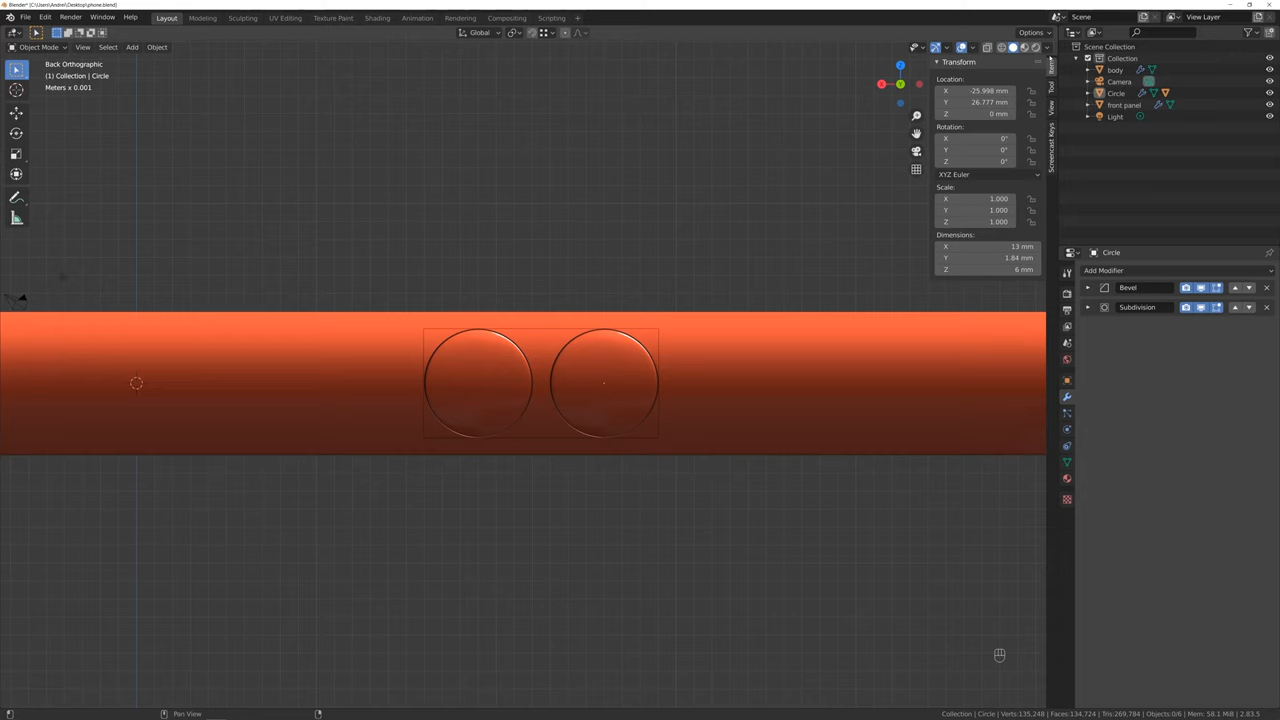 Blender* [C:\Users\Andrei\Desktop\phone.blend]
File Edit Render Window Help Layout Modeling Sculpting UV Editing Texture Paint Shading Animation Rendering Compositing Scripting Scene View Layer
Global Options
Object Mode View Select Add Object
Back Orthographic
(1) Collection | Circle
Meters x 0.001
Transform
Location:
X -25.998 mm
Y 26.777 mm
Z 0 mm
Rotation:
X 0°
Y 0°
Z 0°
XYZ Euler
Scale:
X 1.000
Y 1.000
Z 1.000
Dimensions:
X 13 mm
Y 1.84 mm
Z 6 mm
Item
Tool
View
Screencast Keys
Z
Y
X
Scene Collection
Collection
body
Camera
Circle
front panel
Light
Circle
Add Modifier
Bevel
Subdivision
Pan View
Collection | Circle | Verts:135,248 | Faces:134,724 | Tris:269,784 | Objects:0/6 | Mem: 58.1 MiB | 2.83.5